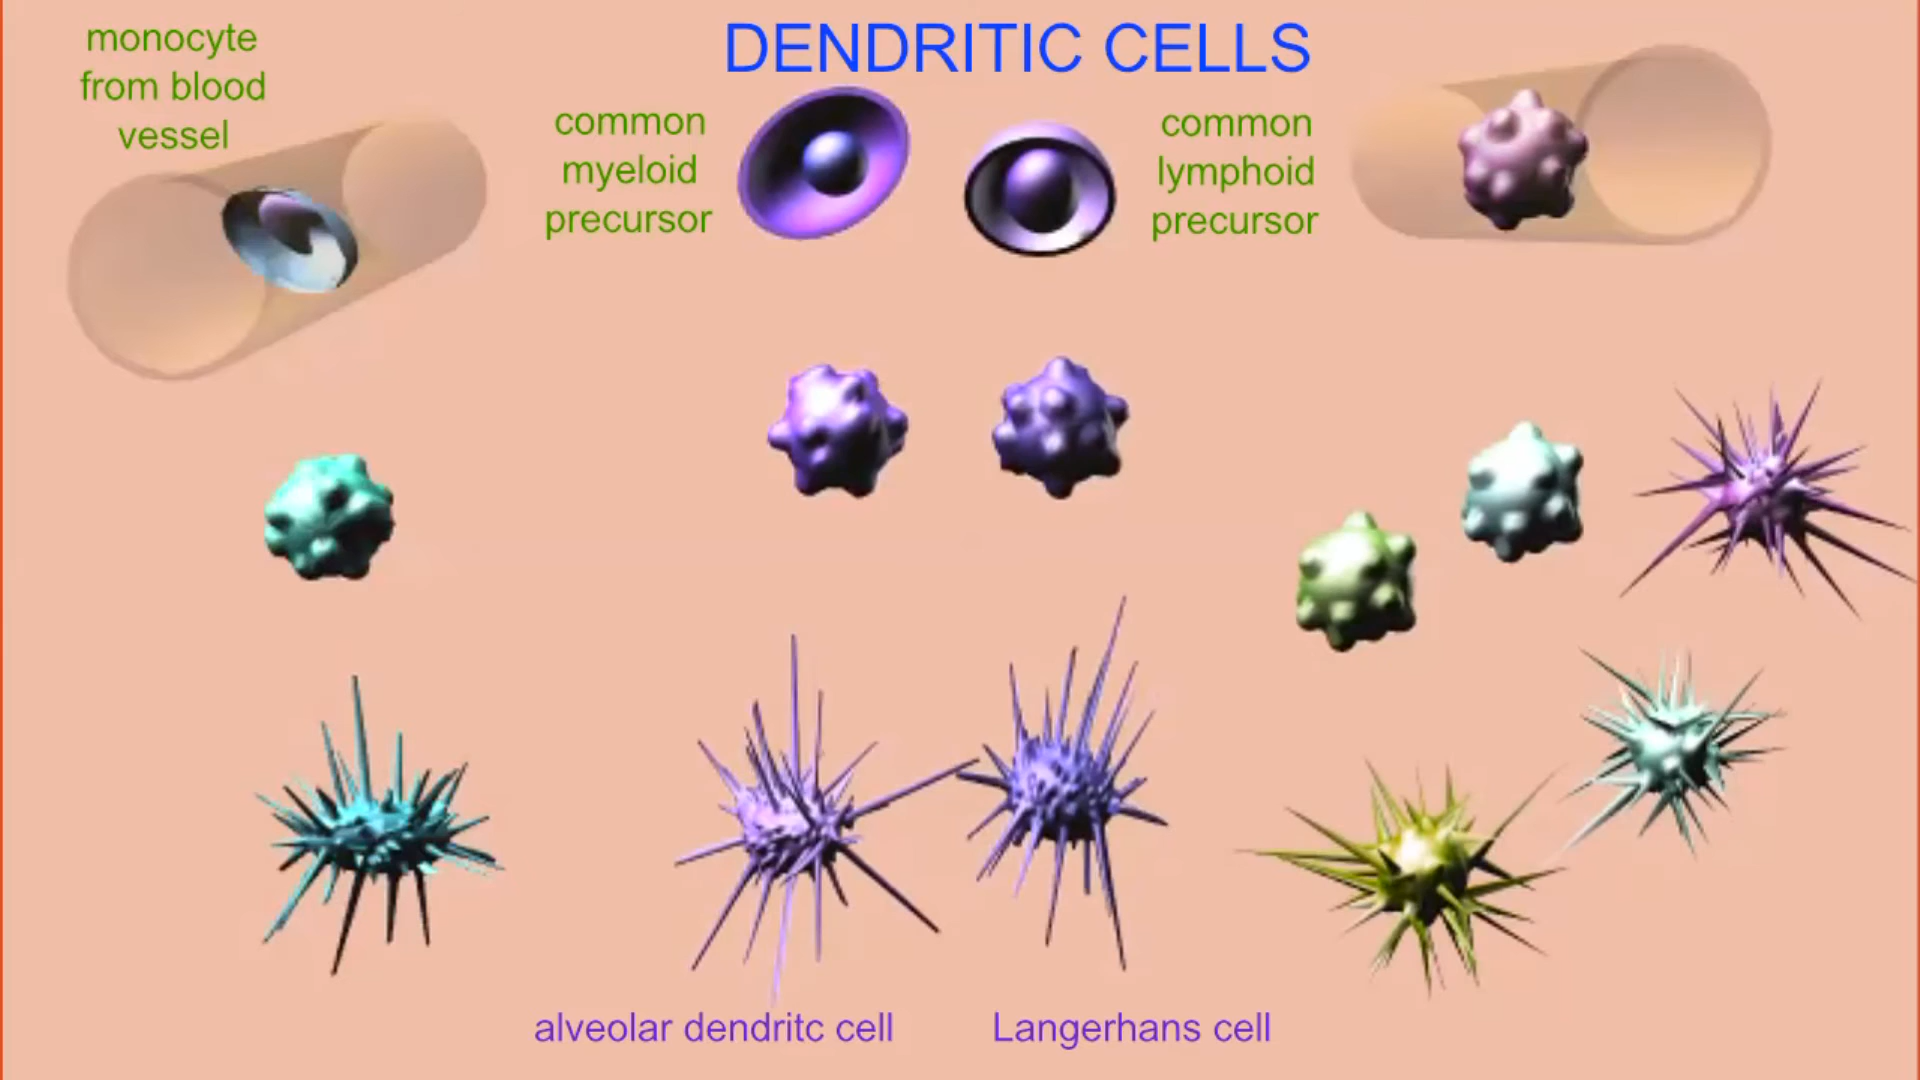 DENDRITIC CELLS
monocyte
from blood
vessel
common
myeloid
precursor
common
lymphoid
precursor
alveolar dendritc cell
Langerhans cell